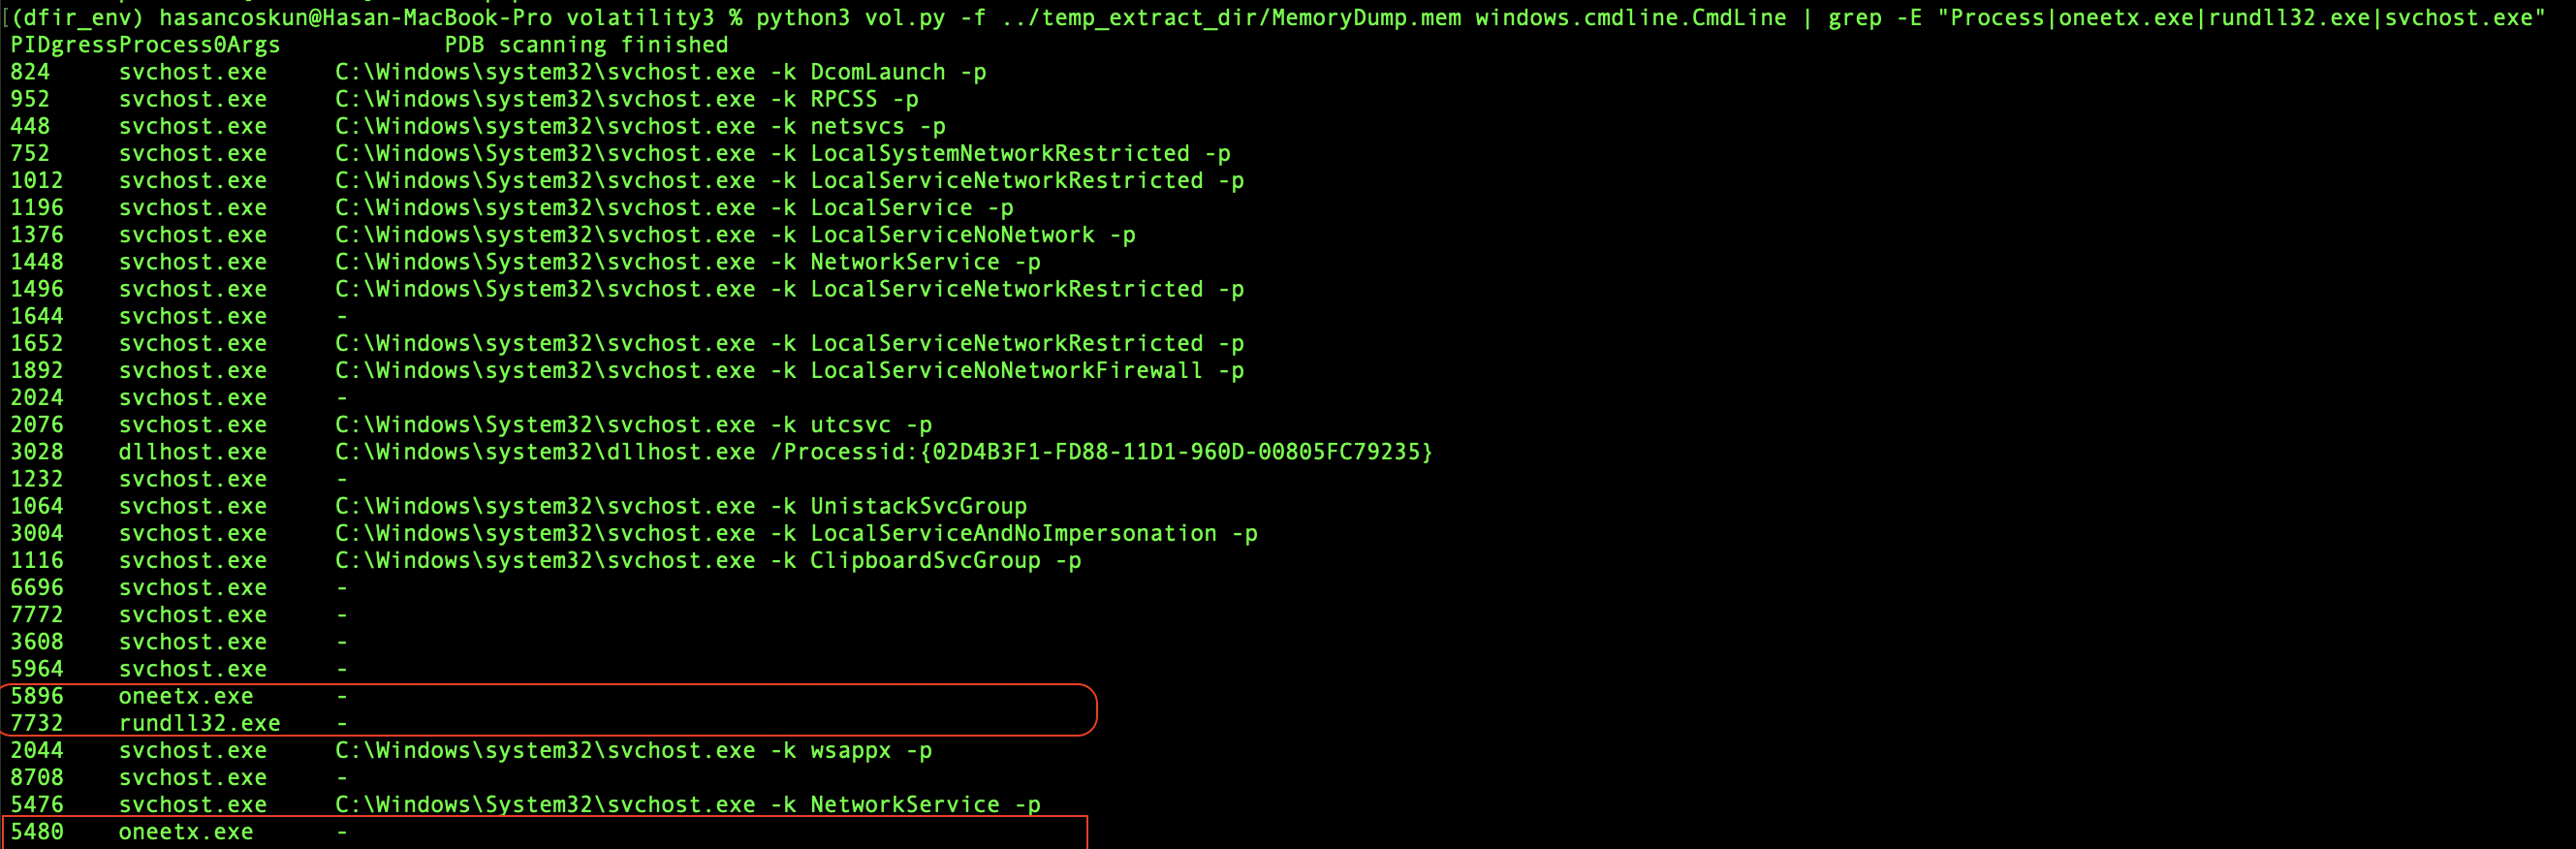 [(dfir_env) hasancoskun@Hasan-MacBook-Pro volatility3 % python3 vol.py -f ../temp_extract_dir/MemoryDump.mem windows.cmdline.CmdLine | grep -E "Process|oneetx.exe|rundll32.exe|svchost.exe"
PIDgressProcess0Args PDB scanning finished
824 svchost.exe C:\Windows\system32\svchost.exe -k DcomLaunch -p
952 svchost.exe C:\Windows\system32\svchost.exe -k RPCSS -p
448 svchost.exe C:\Windows\system32\svchost.exe -k netsvcs -p
752 svchost.exe C:\Windows\System32\svchost.exe -k LocalSystemNetworkRestricted -p
1012 svchost.exe C:\Windows\System32\svchost.exe -k LocalServiceNetworkRestricted -p
1196 svchost.exe C:\Windows\System32\svchost.exe -k LocalService -p
1376 svchost.exe C:\Windows\System32\svchost.exe -k LocalServiceNoNetwork -p
1448 svchost.exe C:\Windows\System32\svchost.exe -k NetworkService -p
1496 svchost.exe C:\Windows\System32\svchost.exe -k LocalServiceNetworkRestricted -p
1644 svchost.exe -
1652 svchost.exe C:\Windows\system32\svchost.exe -k LocalServiceNetworkRestricted -p
1892 svchost.exe C:\Windows\system32\svchost.exe -k LocalServiceNoNetworkFirewall -p
2024 svchost.exe -
2076 svchost.exe C:\Windows\System32\svchost.exe -k utcsvc -p
3028 dllhost.exe C:\Windows\system32\dllhost.exe /Processid:{02D4B3F1-FD88-11D1-960D-00805FC79235}
1232 svchost.exe -
1064 svchost.exe C:\Windows\system32\svchost.exe -k UnistackSvcGroup
3004 svchost.exe C:\Windows\system32\svchost.exe -k LocalServiceAndNoImpersonation -p
1116 svchost.exe C:\Windows\system32\svchost.exe -k ClipboardSvcGroup -p
6696 svchost.exe -
7772 svchost.exe -
3608 svchost.exe -
5964 svchost.exe -
5896 oneetx.exe -
7732 rundll32.exe -
2044 svchost.exe C:\Windows\system32\svchost.exe -k wsappx -p
8708 svchost.exe -
5476 svchost.exe C:\Windows\System32\svchost.exe -k NetworkService -p
5480 oneetx.exe -